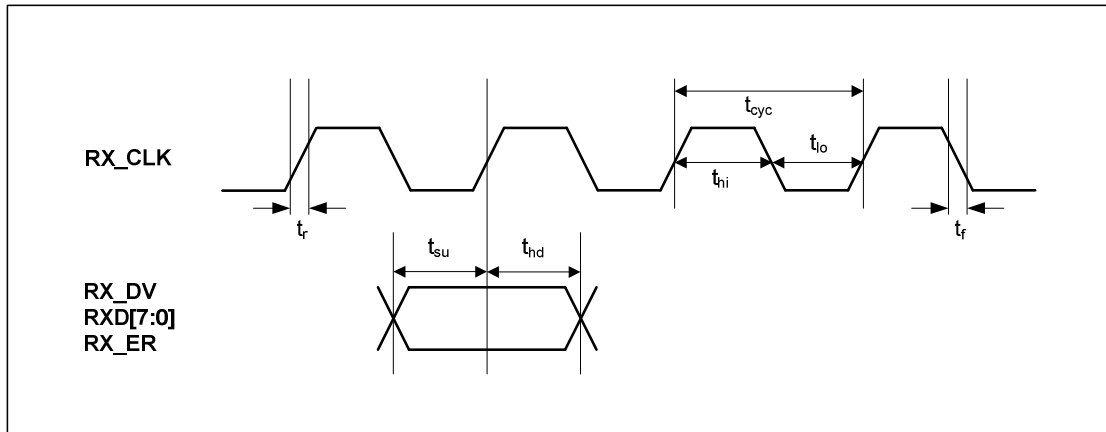 t_cyc
RX_CLK
t_hi
t_lo
t_r
t_f
t_su
t_hd
RX_DV
RXD[7:0]
RX_ER